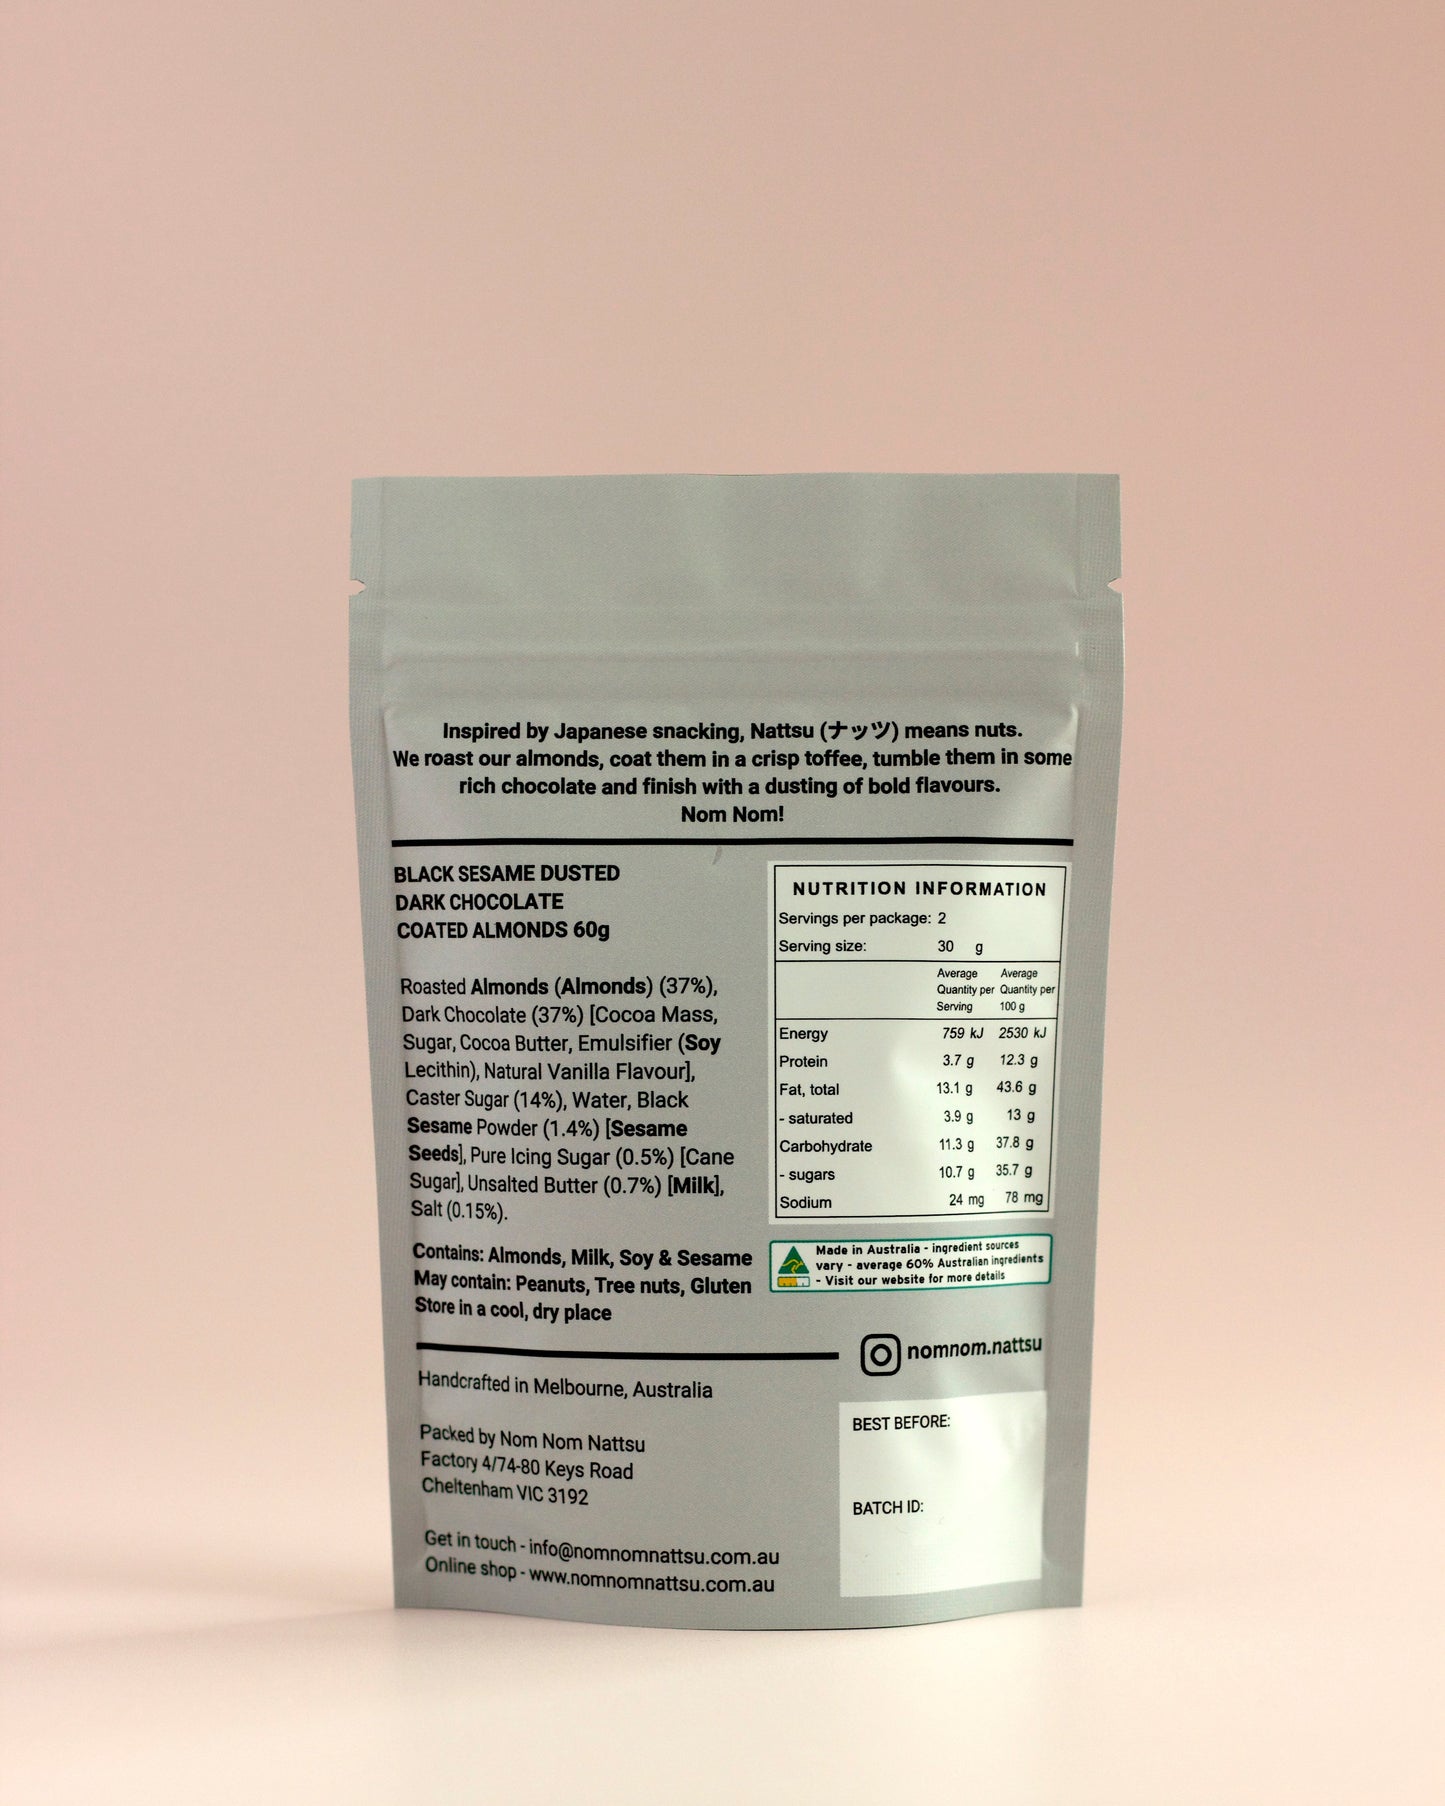 Inspired by Japanese snacking, Nattsu (ナッツ) means nuts.
We roast our almonds, coat them in a crisp toffee, tumble them in some
rich chocolate and finish with a dusting of bold flavours.
Nom Nom!
BLACK SESAME DUSTED
DARK CHOCOLATE
COATED ALMONDS 60g
Roasted Almonds (Almonds) (37%),
Dark Chocolate (37%) [Cocoa Mass,
Sugar, Cocoa Butter, Emulsifier (Soy
Lecithin), Natural Vanilla Flavour],
Caster Sugar (14%), Water, Black
Sesame Powder (1.4%) [Sesame
Seeds], Pure Icing Sugar (0.5%) [Cane
Sugar], Unsalted Butter (0.7%) [Milk],
Salt (0.15%).
Contains: Almonds, Milk, Soy & Sesame
May contain: Peanuts, Tree nuts, Gluten
Store in a cool, dry place
NUTRITION INFORMATION
Servings per package: 2
Serving size: 30 g
Average Average
Quantity per Quantity per
Serving 100 g
Energy 759 kJ 2530 kJ
Protein 3.7 g 12.3 g
Fat, total 13.1 g 43.6 g
- saturated 3.9 g 13 g
Carbohydrate 11.3 g 37.8 g
- sugars 10.7 g 35.7 g
Sodium 24 mg 78 mg
Made in Australia - ingredient sources
vary - average 60% Australian ingredients
- Visit our website for more details
nomnom.nattsu
Handcrafted in Melbourne, Australia
Packed by Nom Nom Nattsu
Factory 4/74-80 Keys Road
Cheltenham VIC 3192
Get in touch - info@nomnomnattsu.com.au
Online shop - www.nomnomnattsu.com.au
BEST BEFORE:
BATCH ID: